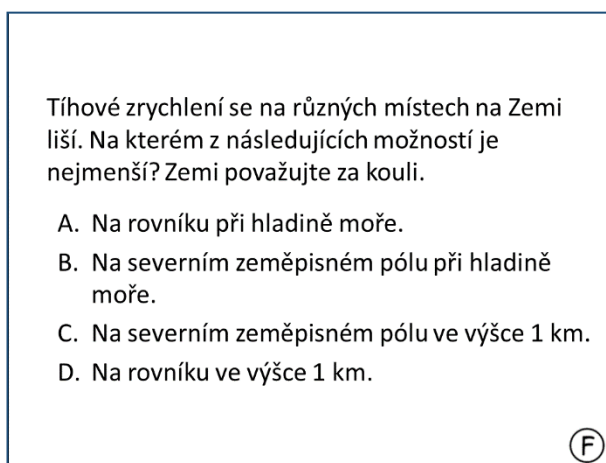 Tíhové zrychlení se na různých místech na Zemi
liší. Na kterém z následujících možností je
nejmenší? Zemi považujte za kouli.
A. Na rovníku při hladině moře.
B. Na severním zeměpisném pólu při hladině
moře.
C. Na severním zeměpisném pólu ve výšce 1 km.
D. Na rovníku ve výšce 1 km.
F